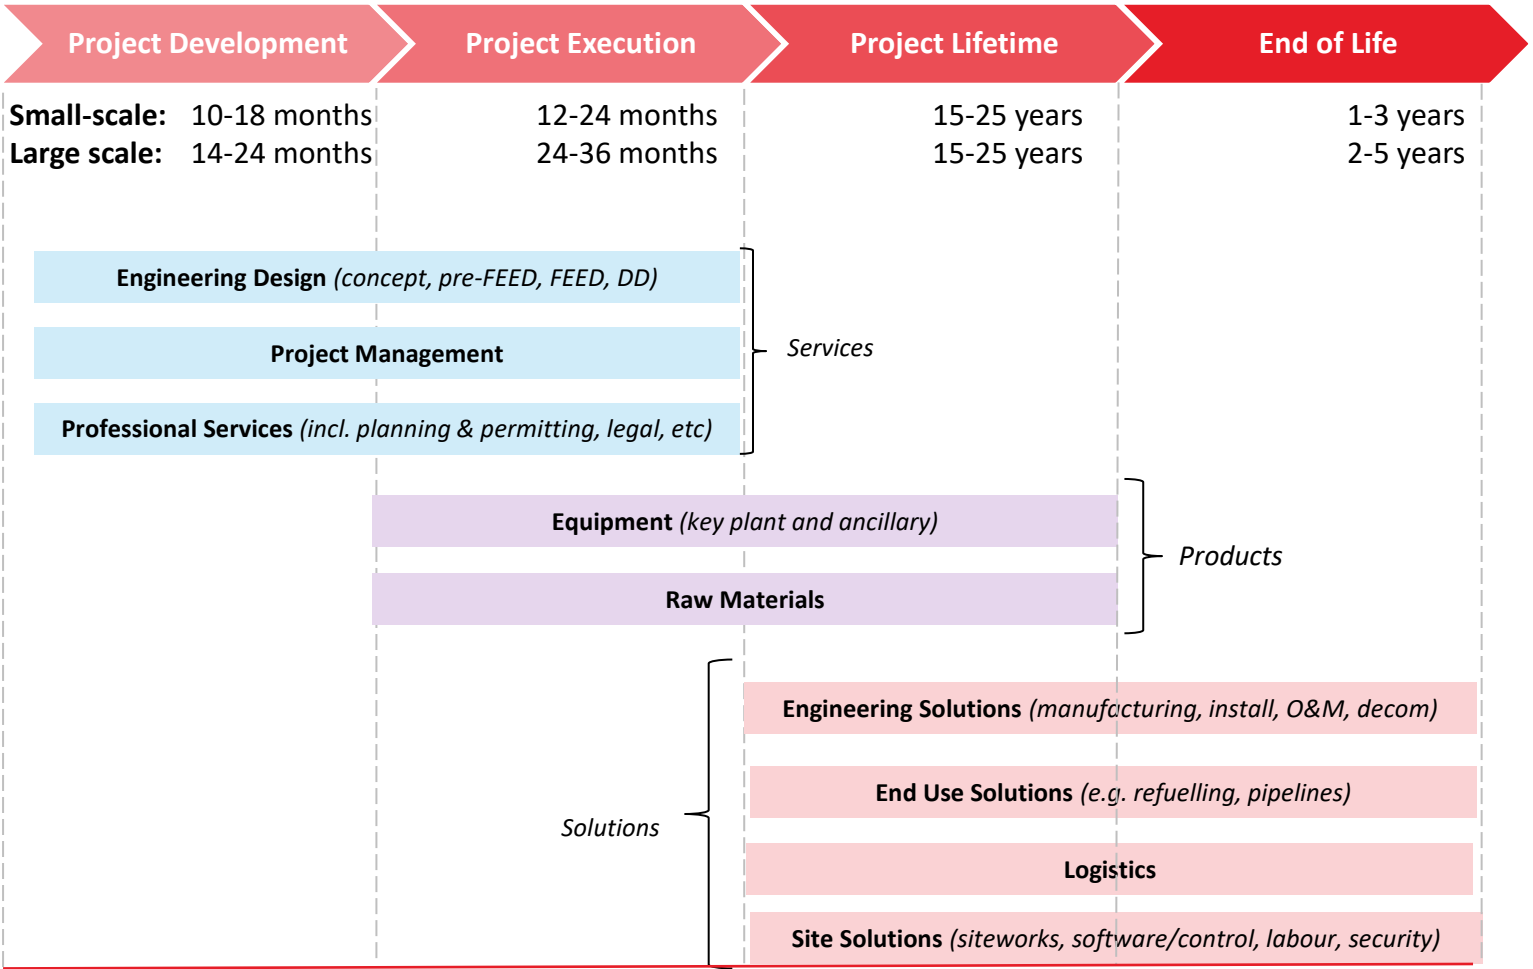 Project Development
Project Execution
Project Lifetime
End of Life
Small-scale: 10-18 months 12-24 months 15-25 years 1-3 years
Large scale: 14-24 months 24-36 months 15-25 years 2-5 years
Engineering Design (concept, pre-FEED, FEED, DD)
Project Management
Services
Professional Services (incl. planning & permitting, legal, etc)
Equipment (key plant and ancillary)
Products
Raw Materials
Engineering Solutions (manufacturing, install, O&M, decom)
End Use Solutions (e.g. refuelling, pipelines)
Solutions
Logistics
Site Solutions (siteworks, software/control, labour, security)